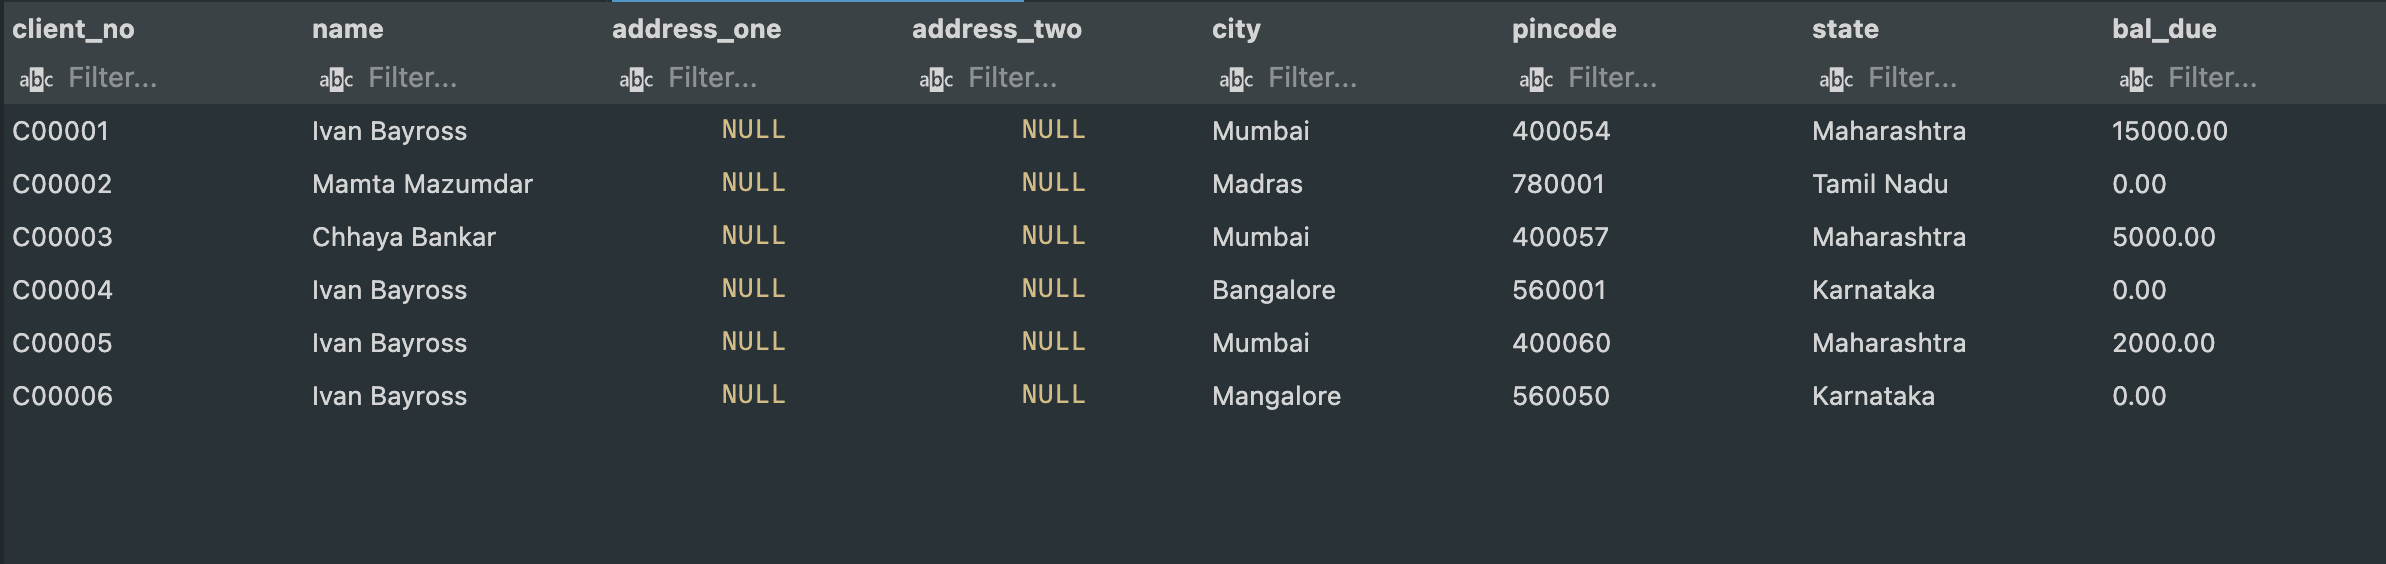 client_no name address_one address_two city pincode state bal_due
abc Filter... abc Filter... abc Filter... abc Filter... abc Filter... abc Filter... abc Filter... abc Filter...
C00001 Ivan Bayross NULL NULL Mumbai 400054 Maharashtra 15000.00
C00002 Mamta Mazumdar NULL NULL Madras 780001 Tamil Nadu 0.00
C00003 Chhaya Bankar NULL NULL Mumbai 400057 Maharashtra 5000.00
C00004 Ivan Bayross NULL NULL Bangalore 560001 Karnataka 0.00
C00005 Ivan Bayross NULL NULL Mumbai 400060 Maharashtra 2000.00
C00006 Ivan Bayross NULL NULL Mangalore 560050 Karnataka 0.00